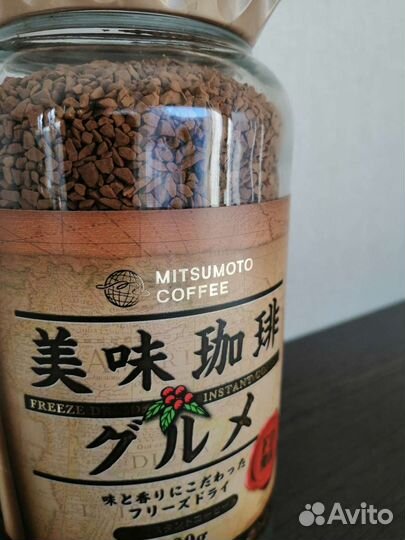 MITSUMOTO
COFFEE
美味珈琲
FREEZE INSTANT
グルメ
味と香りにこだわった
フリーズドライ
Avito